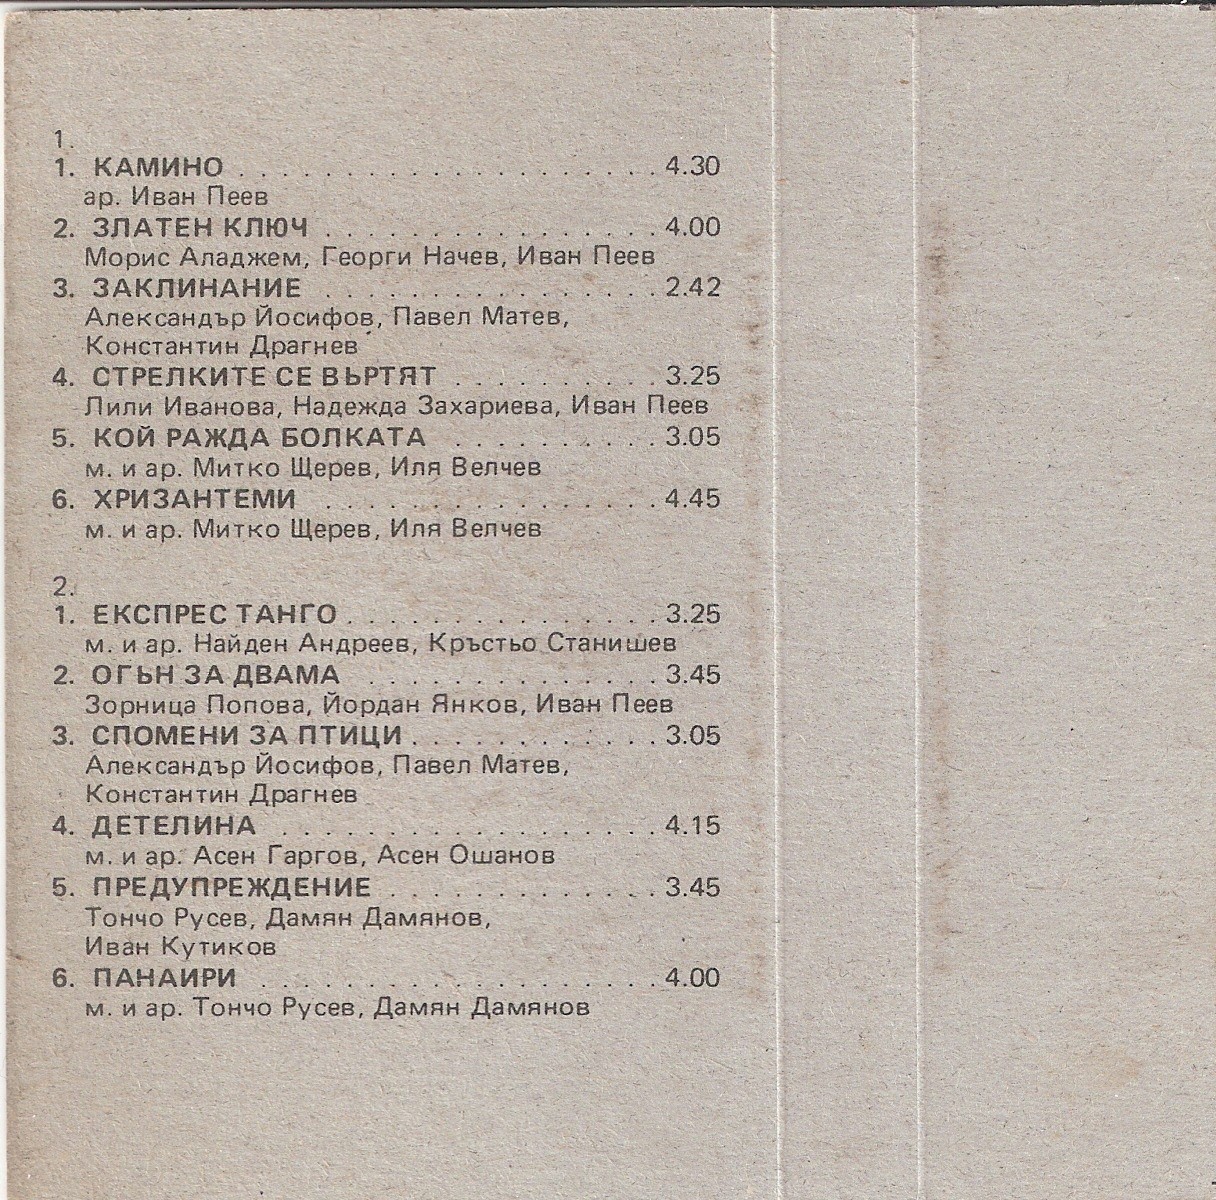 1.
1. КАМИНО . . . . . . . . . . . . . . . . . . . . 4.30
ар. Иван Пеев
2. ЗЛАТЕН КЛЮЧ . . . . . . . . . . . . . . . . 4.00
Морис Аладжем, Георги Начев, Иван Пеев
3. ЗАКЛИНАНИЕ . . . . . . . . . . . . . . . . 2.42
Александър Йосифов, Павел Матев,
Константин Драгнев
4. СТРЕЛКИТЕ СЕ ВЪРТЯТ . . . . . . . . . . 3.25
Лили Иванова, Надежда Захариева, Иван Пеев
5. КОЙ РАЖДА БОЛКАТА . . . . . . . . . . 3.05
м. и ар. Митко Щерев, Иля Велчев
6. ХРИЗАНТЕМИ . . . . . . . . . . . . . . . . 4.45
м. и ар. Митко Щерев, Иля Велчев
2.
1. ЕКСПРЕС ТАНГО . . . . . . . . . . . . . . . 3.25
м. и ар. Найден Андреев, Кръстьо Станишев
2. ОГЪН ЗА ДВАМА . . . . . . . . . . . . . . 3.45
Зорница Попова, Йордан Янков, Иван Пеев
3. СПОМЕНИ ЗА ПТИЦИ . . . . . . . . . . . . 3.05
Александър Йосифов, Павел Матев,
Константин Драгнев
4. ДЕТЕЛИНА . . . . . . . . . . . . . . . . . . 4.15
м. и ар. Асен Гаргов, Асен Ошанов
5. ПРЕДУПРЕЖДЕНИЕ . . . . . . . . . . . . . 3.45
Тончо Русев, Дамян Дамянов,
Иван Кутиков
6. ПАНАИРИ . . . . . . . . . . . . . . . . . . . 4.00
м. и ар. Тончо Русев, Дамян Дамянов